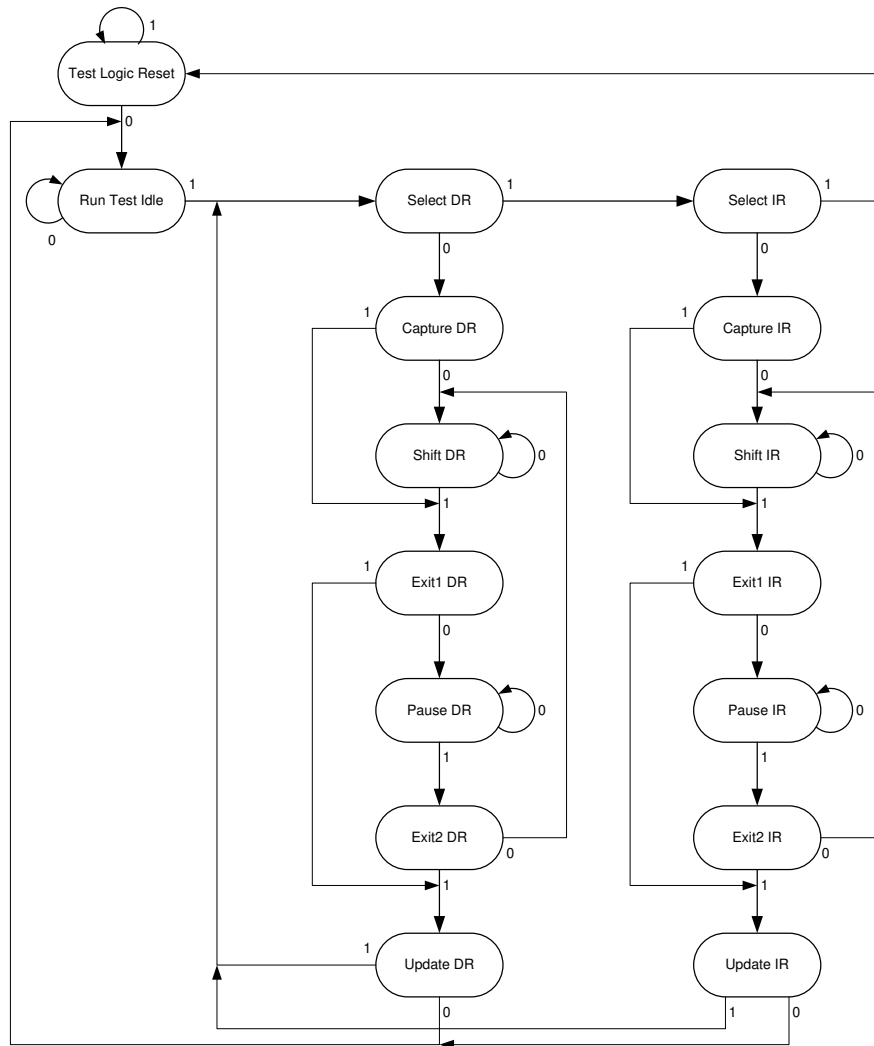 1
Test Logic Reset
0
Run Test Idle
1
0
Select DR
1
Select IR
1
0
0
1
Capture DR
1
Capture IR
0
0
Shift DR
0
Shift IR
0
1
1
1
Exit1 DR
1
Exit1 IR
0
0
Pause DR
0
Pause IR
0
1
1
Exit2 DR
0
Exit2 IR
0
1
1
1
Update DR
Update IR
0
1
0